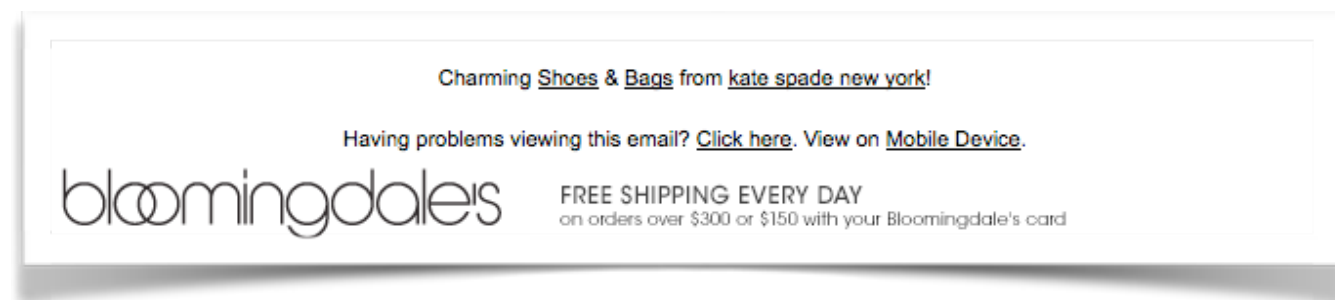 Charming Shoes & Bags from kate spade new york!
Having problems viewing this email? Click here. View on Mobile Device.
bloomingdale's
FREE SHIPPING EVERY DAY
on orders over $300 or $150 with your Bloomingdale's card